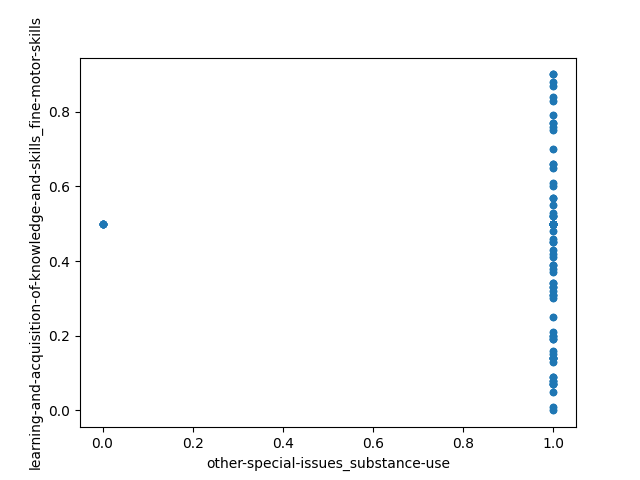 learning-and-acquisition-of-knowledge-and-skills_fine-motor-skills
0.8
0.6
0.4
0.2
0.0
0.0 0.2 0.4 0.6 0.8 1.0
other-special-issues_substance-use